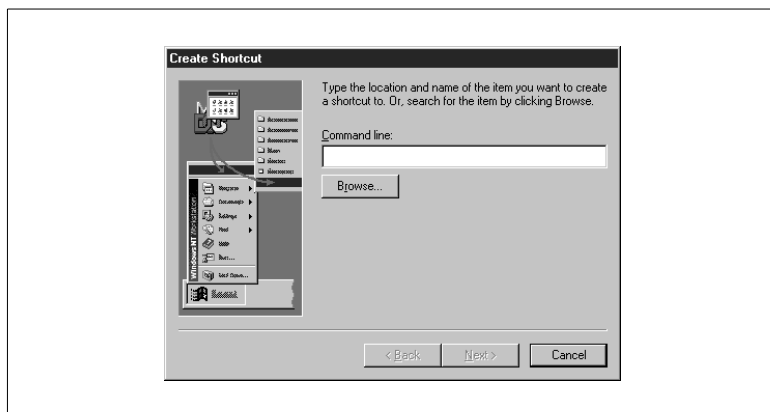 Create Shortcut
Type the location and name of the item you want to create
a shortcut to. Or, search for the item by clicking Browse.
Command line:
Browse...
Windows NT Workstation
Run...
< Back
Next >
Cancel